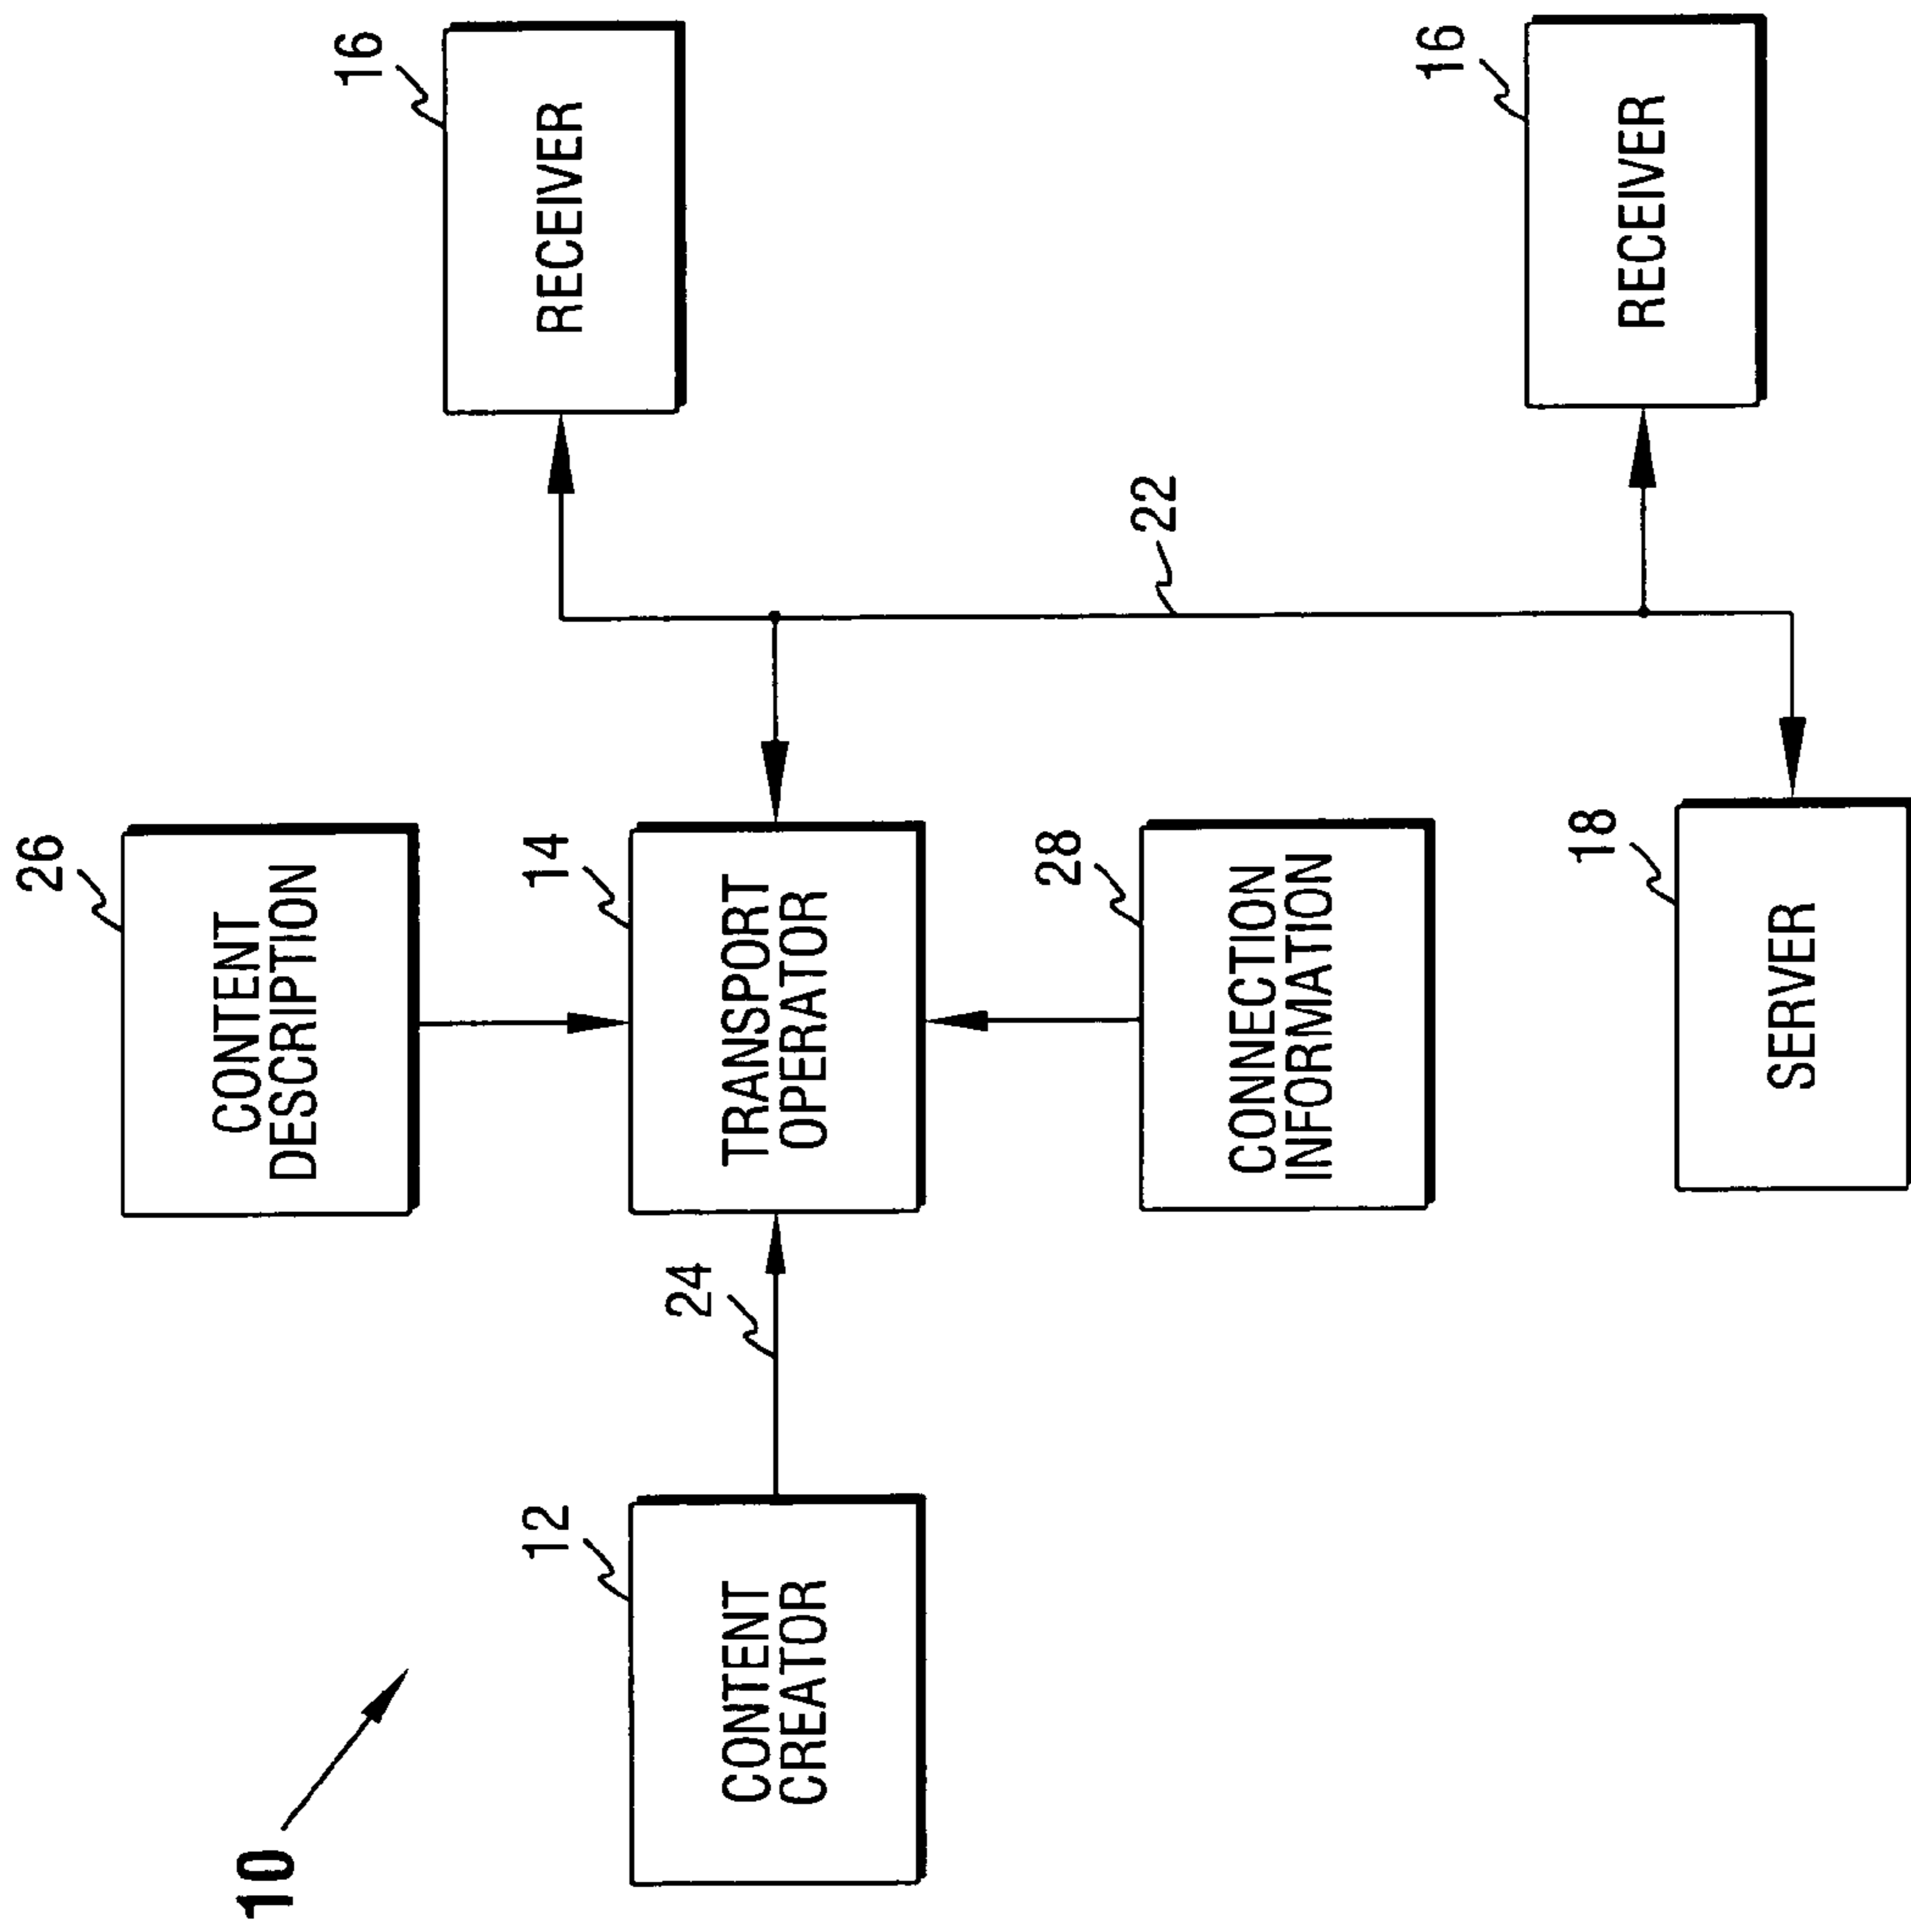 10
12
CONTENT
CREATOR
24
26
CONTENT
DESCRIPTION
14
TRANSPORT
OPERATOR
28
CONNECTION
INFORMATION
18
SERVER
22
16
RECEIVER
16
RECEIVER